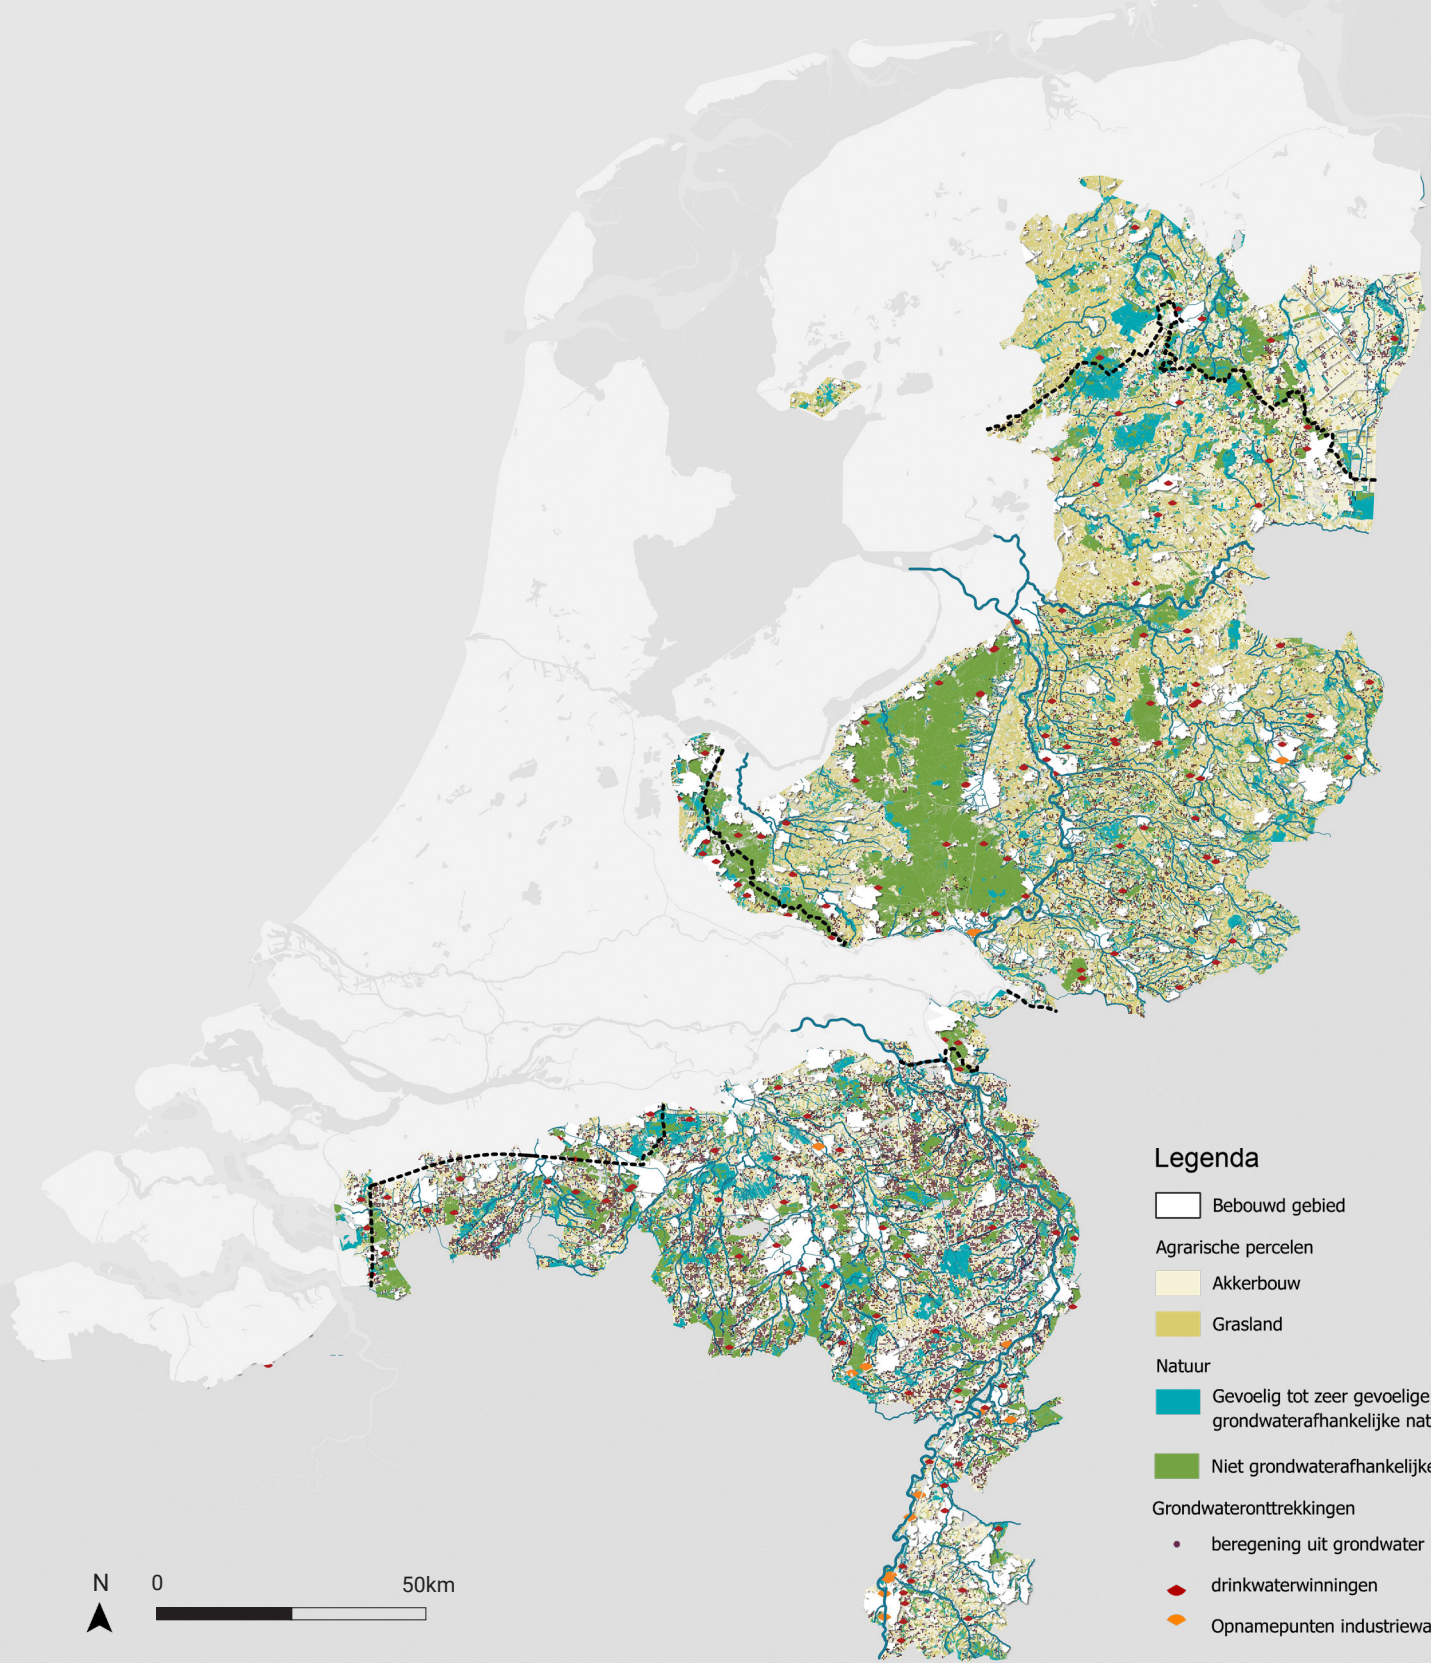 Legenda
Bebouwd gebied
Agrarische percelen
Akkerbouw
Grasland
Natuur
Gevoelig tot zeer gevoelige
grondwaterafhankelijke nat
Niet grondwaterafhankelijke
Grondwateronttrekkingen
beregening uit grondwater
drinkwaterwinningen
Opnamepunten industriewa
N 0 50km